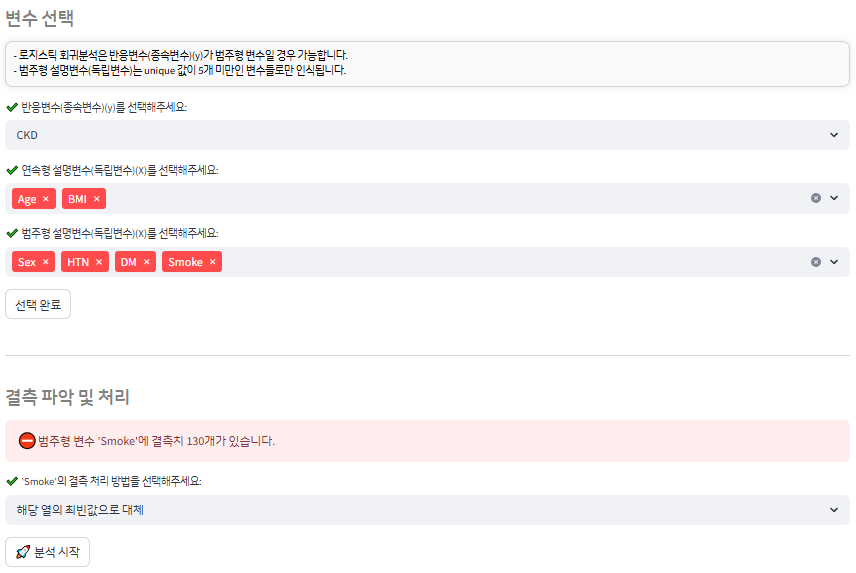 변수 선택
- 로지스틱 회귀분석은 반응변수(종속변수)(y)가 범주형 변수일 경우 가능합니다.
- 범주형 설명변수(독립변수)는 unique 값이 5개 미만인 변수들로만 인식됩니다.
✔ 반응변수(종속변수)(y)를 선택해주세요:
CKD
✔ 연속형 설명변수(독립변수)(X)를 선택해주세요:
Age × BMI ×
✔ 범주형 설명변수(독립변수)(X)를 선택해주세요:
Sex × HTN × DM × Smoke ×
선택 완료
결측 파악 및 처리
⛔ 범주형 변수 'Smoke'에 결측치 130개가 있습니다.
✔ 'Smoke'의 결측 처리 방법을 선택해주세요:
해당 열의 최빈값으로 대체
🚀 분석 시작